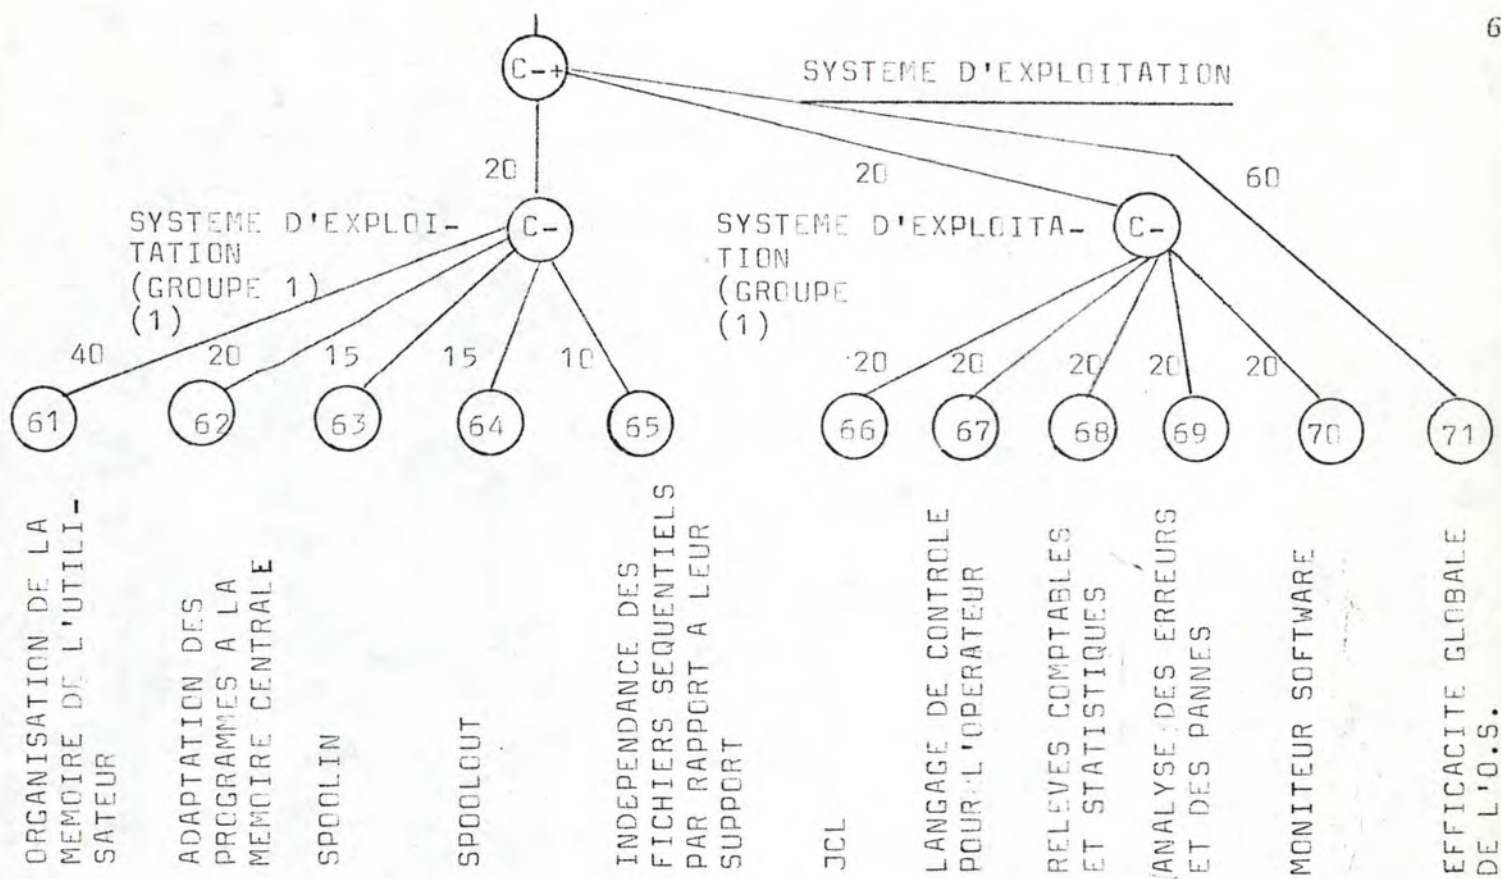 6
C-+
SYSTEME D'EXPLOITATION
20
20
60
SYSTEME D'EXPLOI-
TATION
(GROUPE 1)
(1)
C-
SYSTEME D'EXPLOITA-
TION
(GROUPE
(1)
C-
40
20
15
15
10
20
20
20
20
20
61
62
63
64
65
66
67
68
69
70
71
ORGANISATION DE LA
MEMOIRE DE L'UTILI-
SATEUR
ADAPTATION DES
PROGRAMMES A LA
MEMOIRE CENTRALE
SPOOLIN
SPOOLOUT
INDEPENDANCE DES
FICHIERS SEQUENTIELS
PAR RAPPORT A LEUR
SUPPORT
JCL
LANGAGE DE CONTROLE
POUR L'OPERATEUR
RELEVES COMPTABLES
ET STATISTIQUES
ANALYSE DES ERREURS
ET DES PANNES
MONITEUR SOFTWARE
EFFICACITE GLOBALE
DE L'O.S.